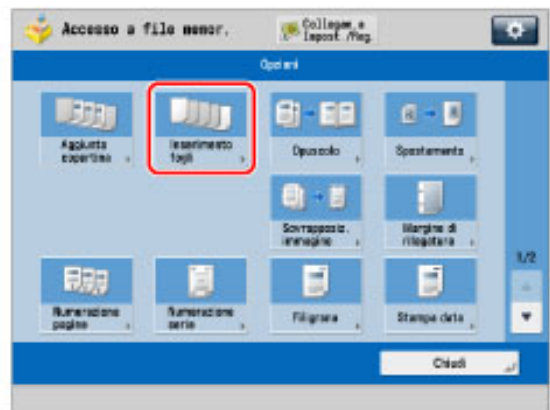 Accesso a file memor.
Collegam. a
Impost./Reg.
Opzioni
Aggiunta
copertina
Inserimento
fogli
Opuscolo
Spostamento
Sovrapposiz.
immagine
Margine di
rilegatura
1/2
Numerazione
pagine
Numerazione
serie
Filigrana
Stampa data
Chiudi